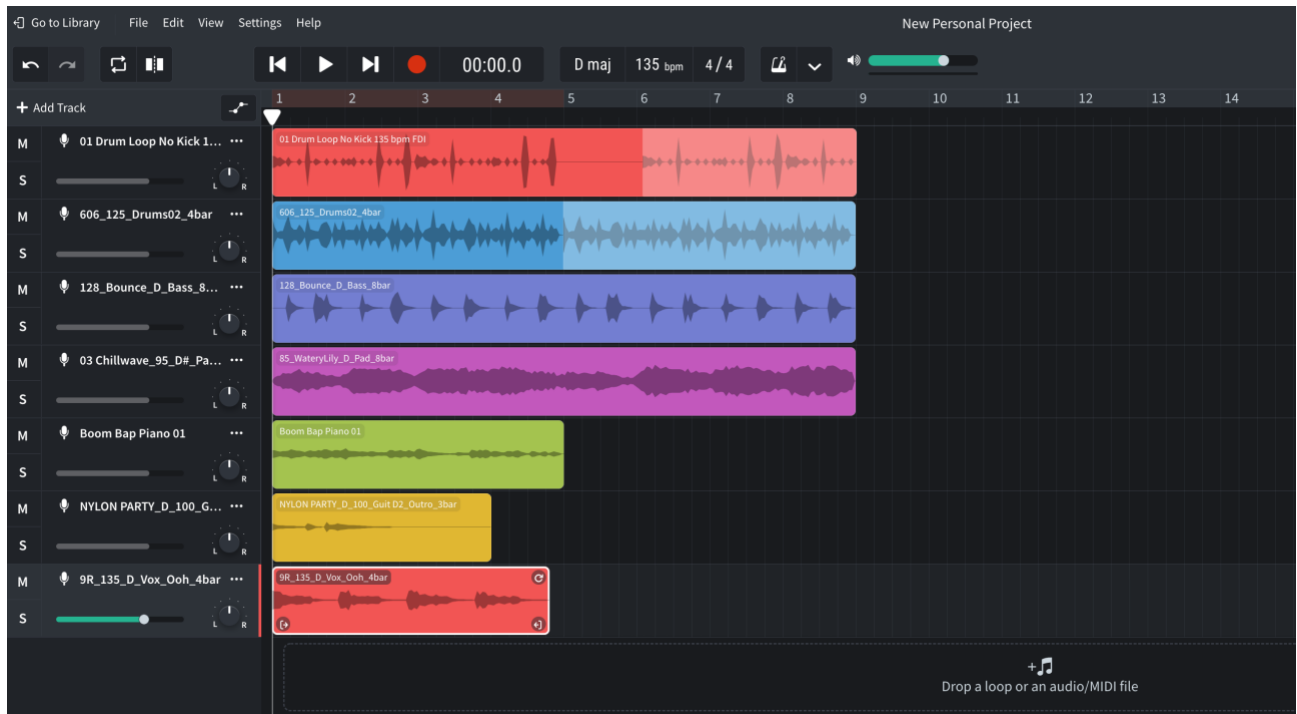 Go to Library File Edit View Settings Help New Personal Project
00:00.0 D maj 135 bpm 4/4
+ Add Track 1 2 3 4 5 6 7 8 9 10 11 12 13 14
M 01 Drum Loop No Kick 1... ••• 01 Drum Loop No Kick 135 bpm FDI
S L R
M 606_125_Drums02_4bar ••• 606_125_Drums02_4bar
S L R
M 128_Bounce_D_Bass_8... ••• 128_Bounce_D_Bass_8bar
S L R
M 03 Chillwave_95_D#_Pa... ••• 85_WateryLily_D_Pad_8bar
S L R
M Boom Bap Piano 01 ••• Boom Bap Piano 01
S L R
M NYLON PARTY_D_100_G... ••• NYLON PARTY_D_100_Guit D2_Outro_3bar
S L R
M 9R_135_D_Vox_Ooh_4bar ••• 9R_135_D_Vox_Ooh_4bar
S L R
Drop a loop or an audio/MIDI file